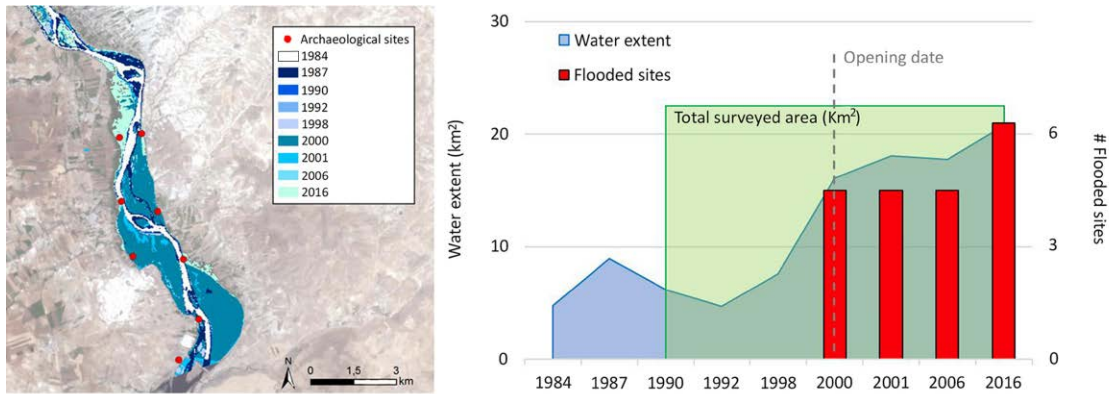 Archaeological sites
1984
1987
1990
1992
1998
2000
2001
2006
2016
N
0 1,5 3
km
30
20
10
0
Water extent (km²)
Water extent
Flooded sites
Opening date
Total surveyed area (Km²)
6
3
0
# Flooded
sites
1984 1987 1990 1992 1998 2000 2001 2006 2016